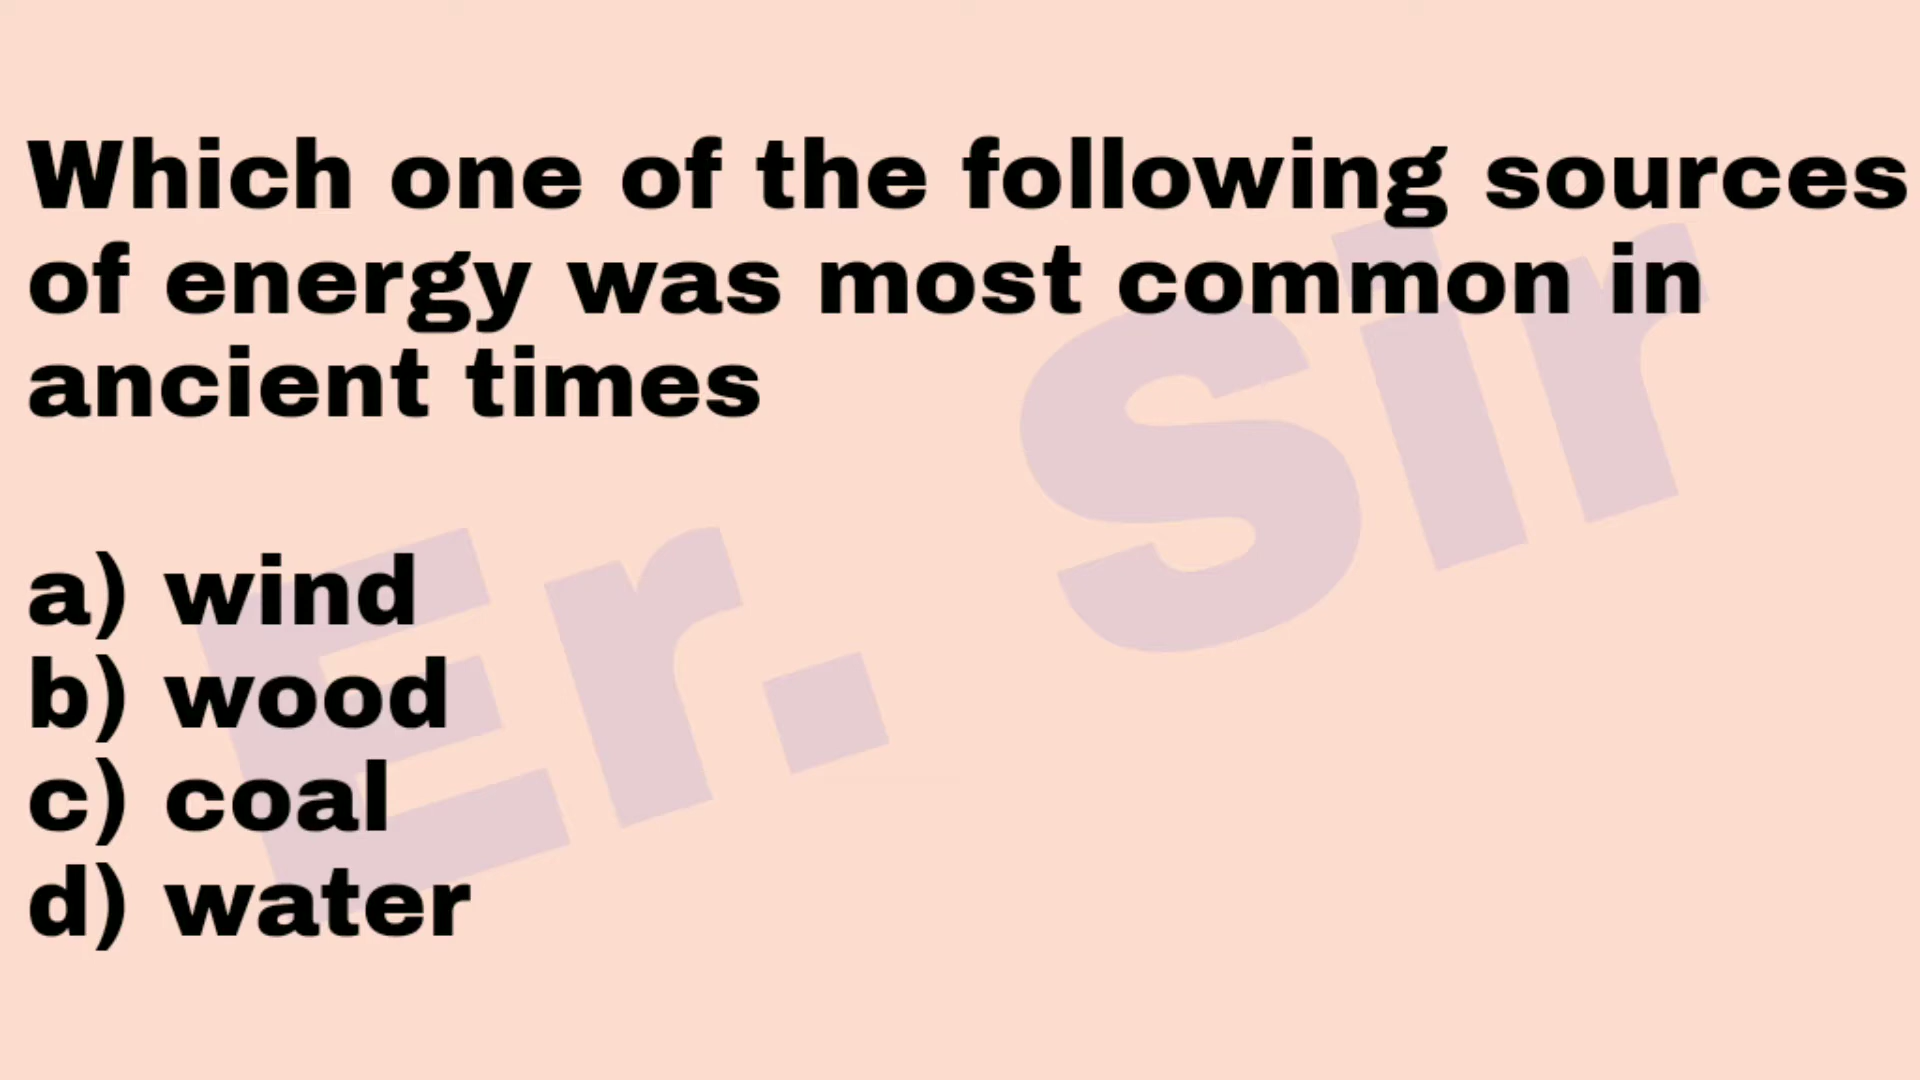 Which one of the following sources
of energy was most common in
ancient times
a) wind
b) wood
c) coal
d) water
Er. Sir